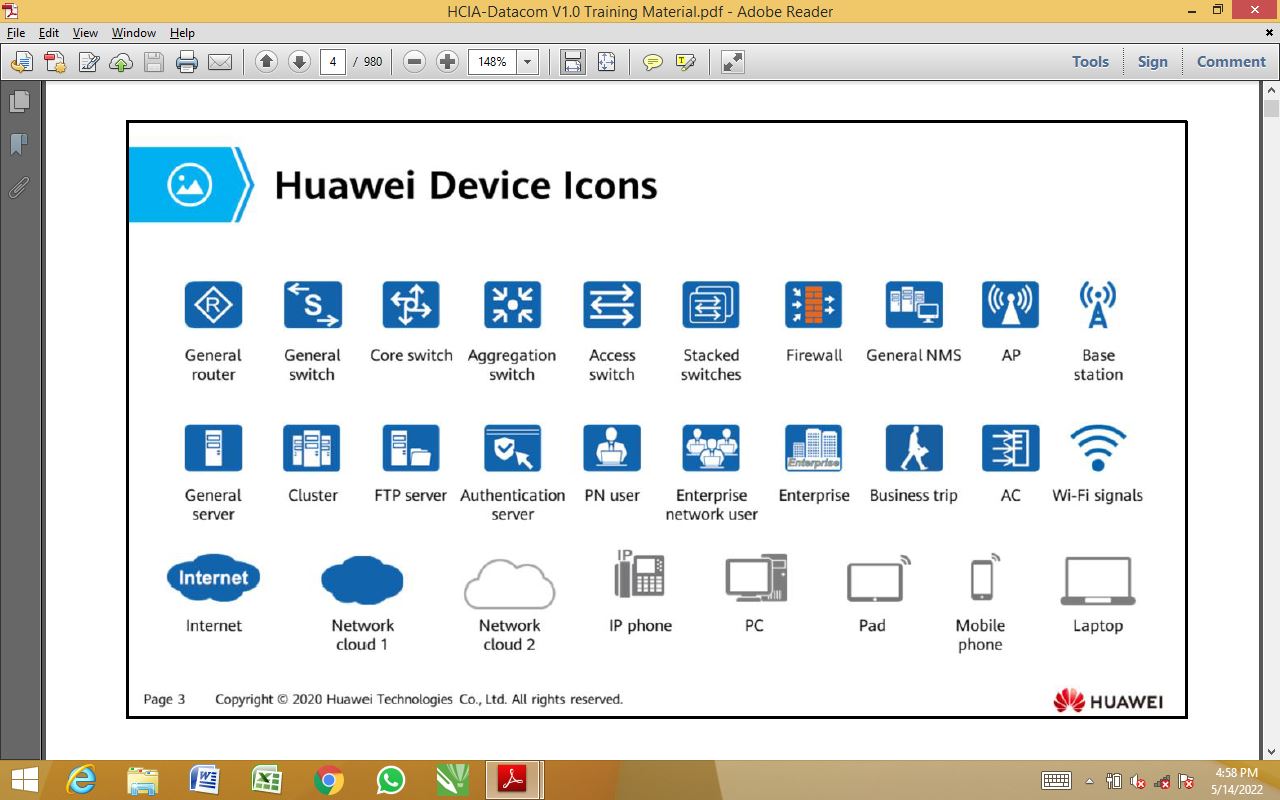 HCIA-Datacom V1.0 Training Material.pdf - Adobe Reader
File Edit View Window Help
4 / 980 148% Tools Sign Comment
Huawei Device Icons
R S
General router
General switch
Core switch
Aggregation switch
Access switch
Stacked switches
Firewall
General NMS
AP
Base station
Enterprise
General server
Cluster
FTP server
Authentication server
PN user
Enterprise network user
Enterprise
Business trip
AC
Wi-Fi signals
Internet
IP
Internet
Network cloud 1
Network cloud 2
IP phone
PC
Pad
Mobile phone
Laptop
Page 3 Copyright © 2020 Huawei Technologies Co., Ltd. All rights reserved.
HUAWEI
4:58 PM
5/14/2022